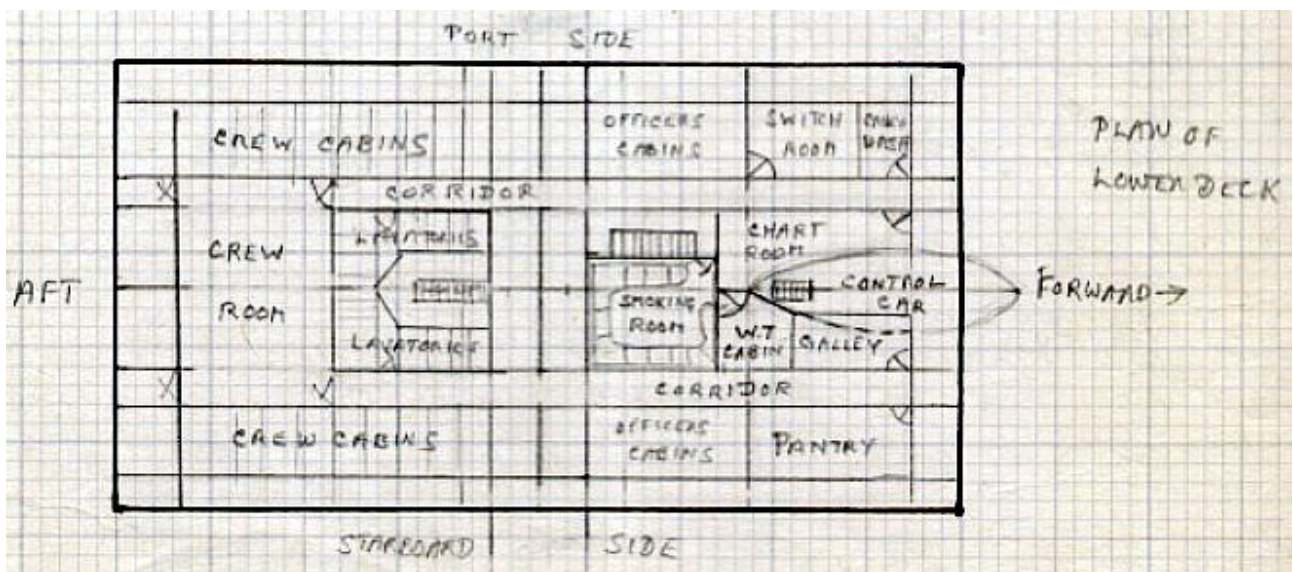 PORT SIDE
OFFICERS
CABINS
SWITCH
ROOM
PLAN OF
LOWER DECK
CREW CABINS
CORRIDOR
LAVATORIES
CHART
ROOM
CREW
ROOM
AFT
SMOKING
ROOM
CONTROL
CAR
FORWARD→
W.T
CABIN
GALLEY
LAVATORIES
CORRIDOR
CREW CABINS
OFFICERS
CABINS
PANTRY
STARBOARD SIDE